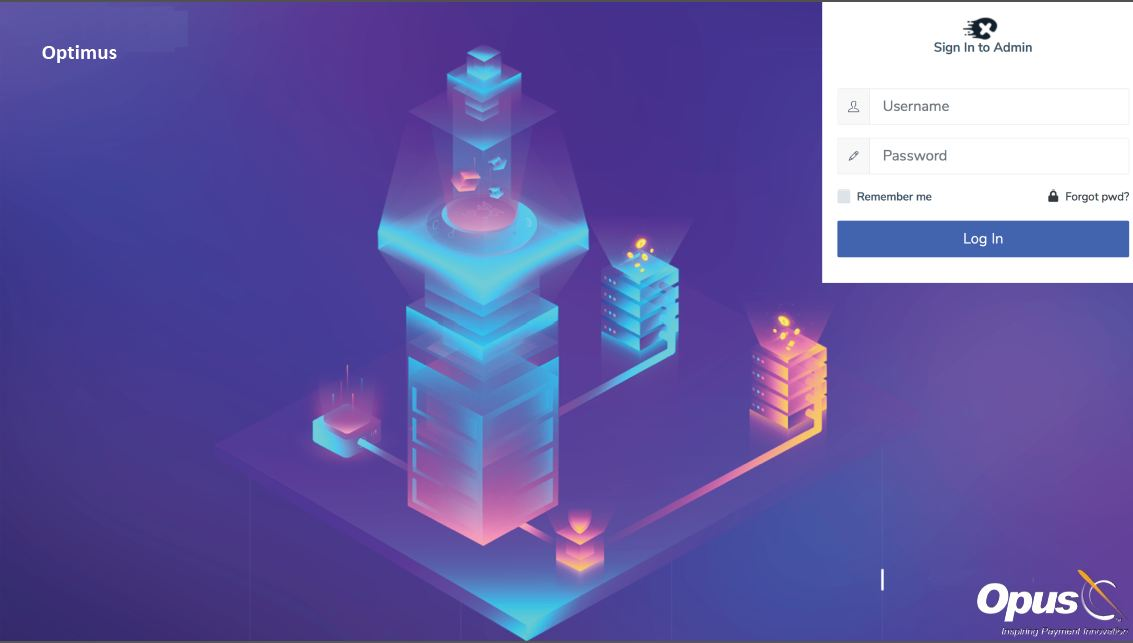 Optimus
Sign In to Admin
Username
Password
Remember me
Forgot pwd?
Log In
Opus
Inspiring Payment Innovation